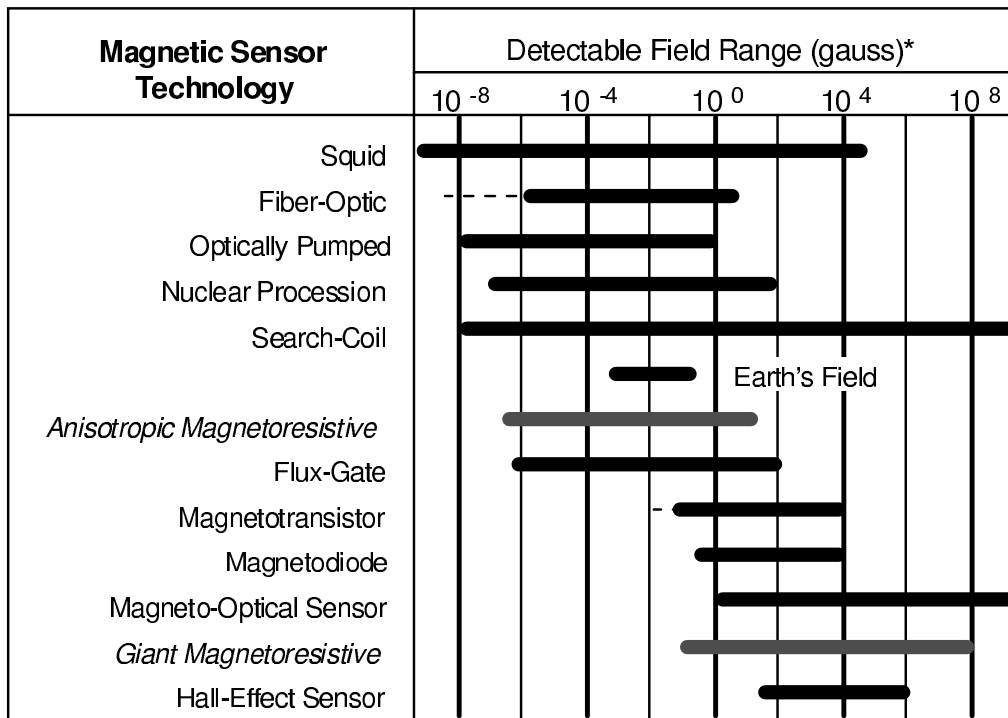 Magnetic Sensor
Technology
Detectable Field Range (gauss)*
10 -8 10 -4 10 0 10 4 10 8
Squid
Fiber-Optic
Optically Pumped
Nuclear Procession
Search-Coil
Earth's Field
Anisotropic Magnetoresistive
Flux-Gate
Magnetotransistor
Magnetodiode
Magneto-Optical Sensor
Giant Magnetoresistive
Hall-Effect Sensor